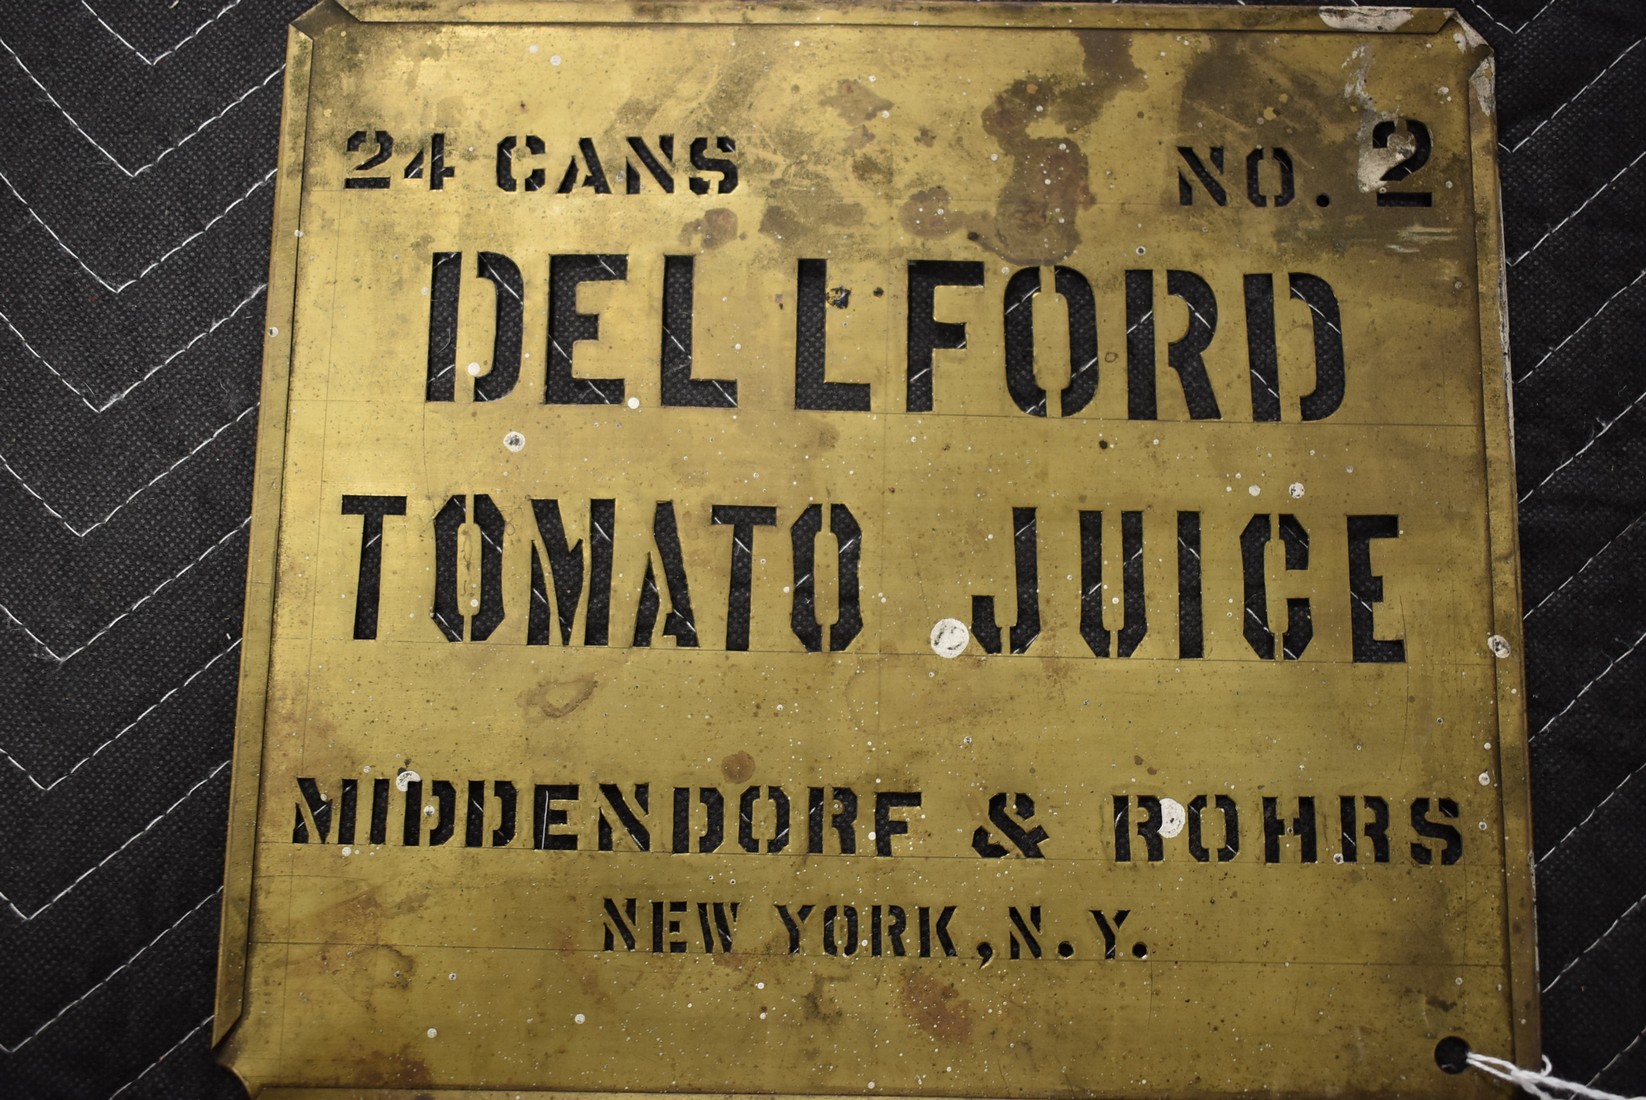 24 CANS NO. 2
DELLFORD
TOMATO JUICE
MIDDENDORF & ROHRS
NEW YORK, N. Y.